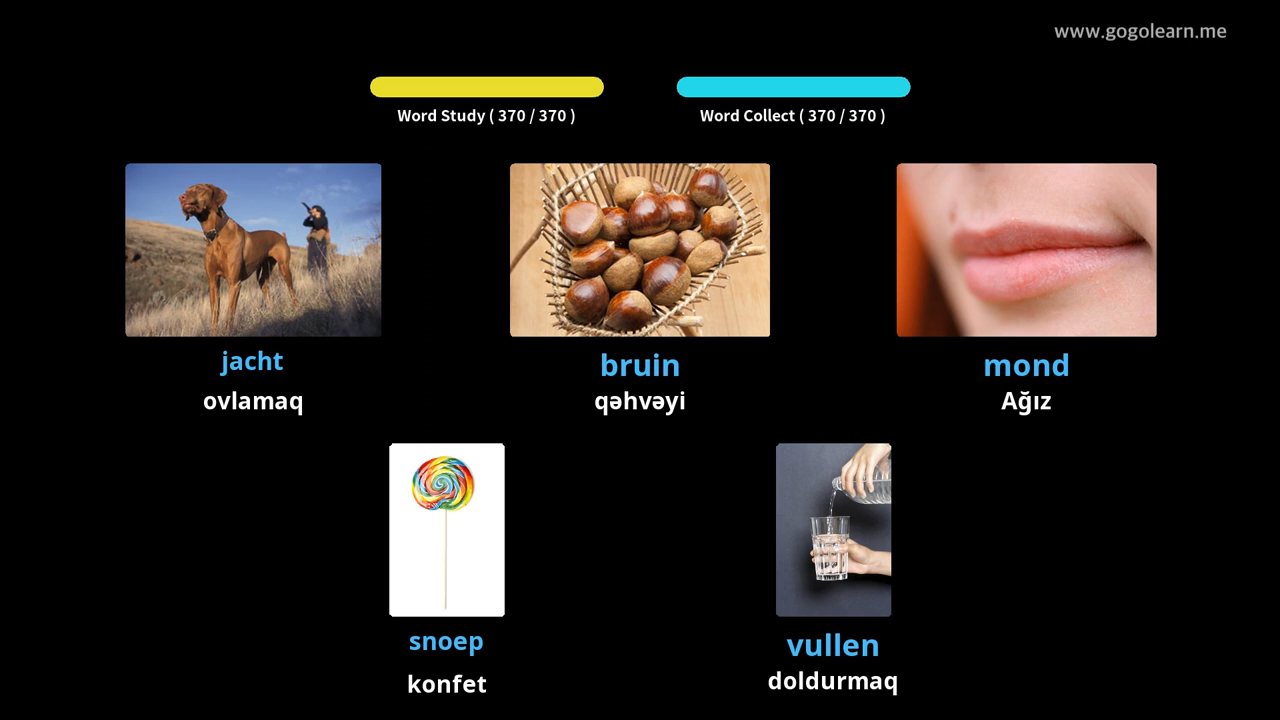 www.gogolearn.me
Word Study ( 370 / 370 )
Word Collect ( 370 / 370 )
jacht
ovlamaq
bruin
qəhvəyi
mond
Ağız
snoep
konfet
vullen
doldurmaq